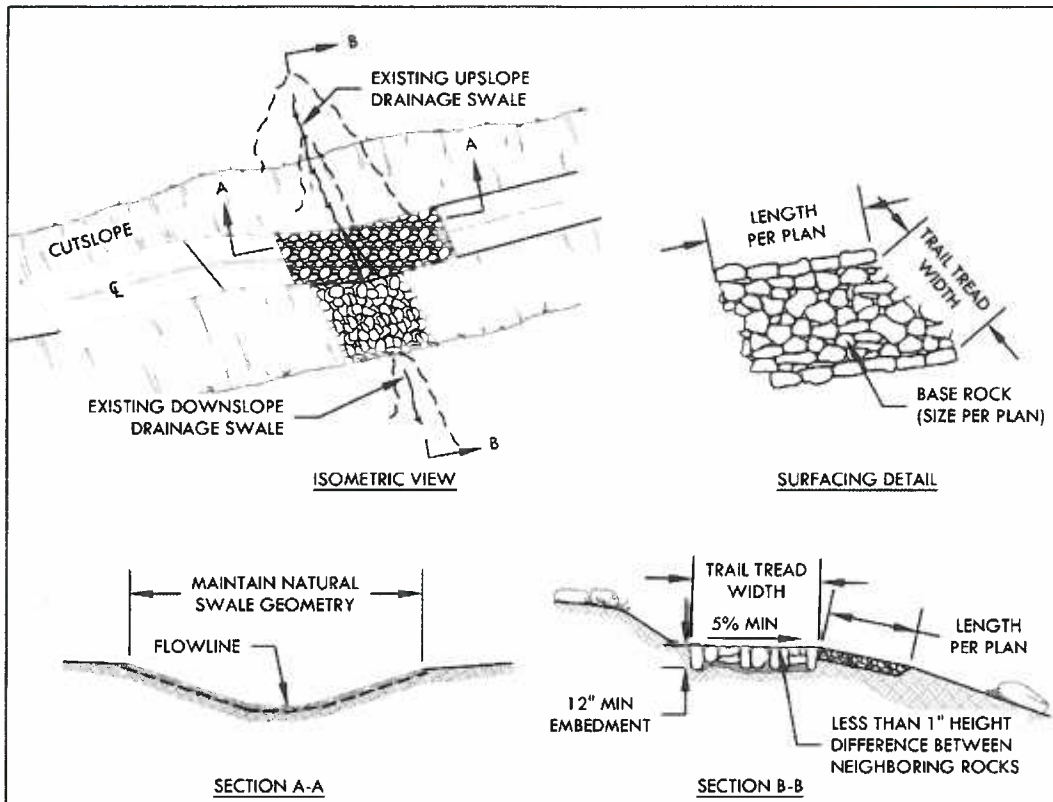 B
EXISTING UPSLOPE
DRAINAGE SWALE
A
A
CUTSLOPE
℄
EXISTING DOWNSLOPE
DRAINAGE SWALE
B
ISOMETRIC VIEW
LENGTH
PER PLAN
TRAIL TREAD
WIDTH
BASE ROCK
(SIZE PER PLAN)
SURFACING DETAIL
MAINTAIN NATURAL
SWALE GEOMETRY
FLOWLINE
SECTION A-A
TRAIL TREAD
WIDTH
5% MIN
LENGTH
PER PLAN
12" MIN
EMBEDMENT
LESS THAN 1" HEIGHT
DIFFERENCE BETWEEN
NEIGHBORING ROCKS
SECTION B-B